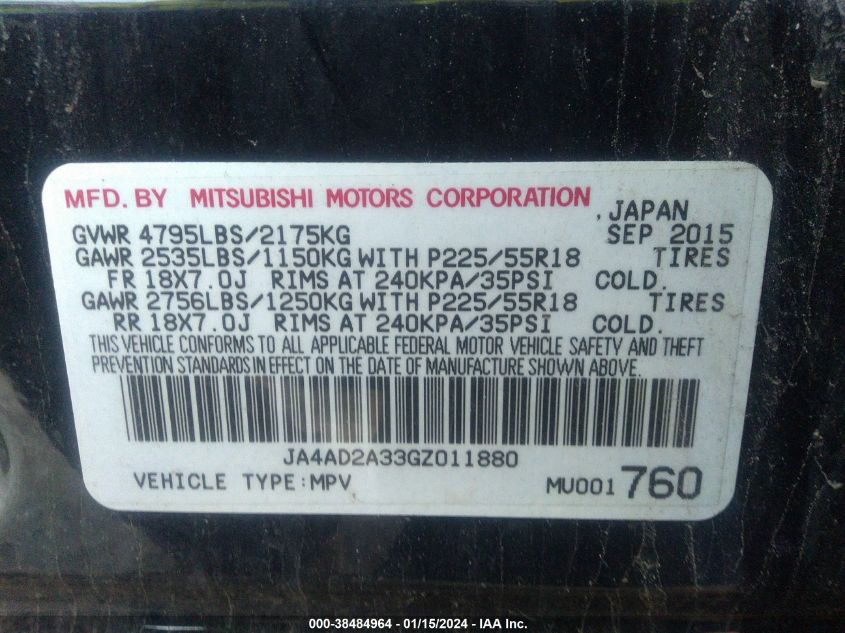 MFD. BY MITSUBISHI MOTORS CORPORATION , JAPAN
GVWR 4795LBS/2175KG SEP 2015
GAWR 2535LBS/1150KG WITH P225/55R18 TIRES
FR 18X7.0J RIMS AT 240KPA/35PSI COLD.
GAWR 2756LBS/1250KG WITH P225/55R18 TIRES
RR 18X7.0J RIMS AT 240KPA/35PSI COLD.
THIS VEHICLE CONFORMS TO ALL APPLICABLE FEDERAL MOTOR VEHICLE SAFETY AND THEFT
PREVENTION STANDARDS IN EFFECT ON THE DATE OF MANUFACTURE SHOWN ABOVE.
JA4AD2A33GZ011880
VEHICLE TYPE:MPV MU001 760
000-38484964 - 01/15/2024 - IAA Inc.